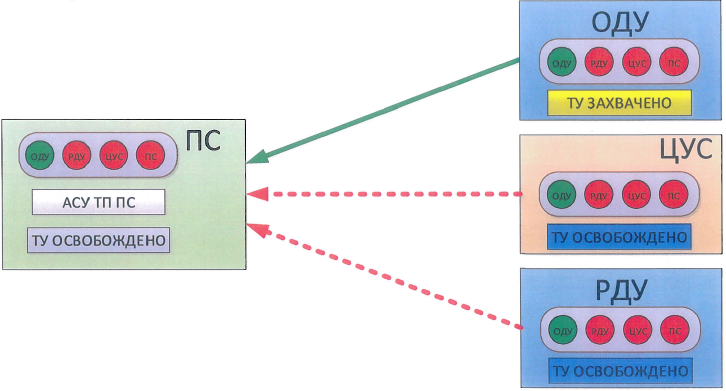 ПС
ОДУ РДУ ЦУС ПС
АСУ ТП ПС
ТУ ОСВОБОЖДЕНО
ОДУ
ОДУ РДУ ЦУС ПС
ТУ ЗАХВАЧЕНО
ЦУС
ОДУ РДУ ЦУС ПС
ТУ ОСВОБОЖДЕНО
РДУ
ОДУ РДУ ЦУС ПС
ТУ ОСВОБОЖДЕНО